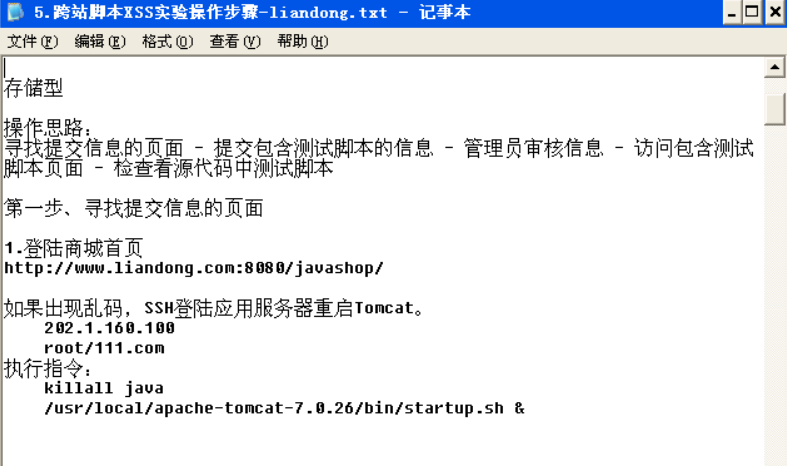 5.跨站脚本XSS实验操作步骤-liandong.txt - 记事本
文件(F) 编辑(E) 格式(O) 查看(V) 帮助(H)
存储型
操作思路：
寻找提交信息的页面 - 提交包含测试脚本的信息 - 管理员审核信息 - 访问包含测试
脚本页面 - 检查看源代码中测试脚本
第一步、寻找提交信息的页面
1.登陆商城首页
http://www.liandong.com:8080/javashop/
如果出现乱码，SSH登陆应用服务器重启Tomcat。
202.1.160.100
root/111.com
执行指令：
killall java
/usr/local/apache-tomcat-7.0.26/bin/startup.sh &